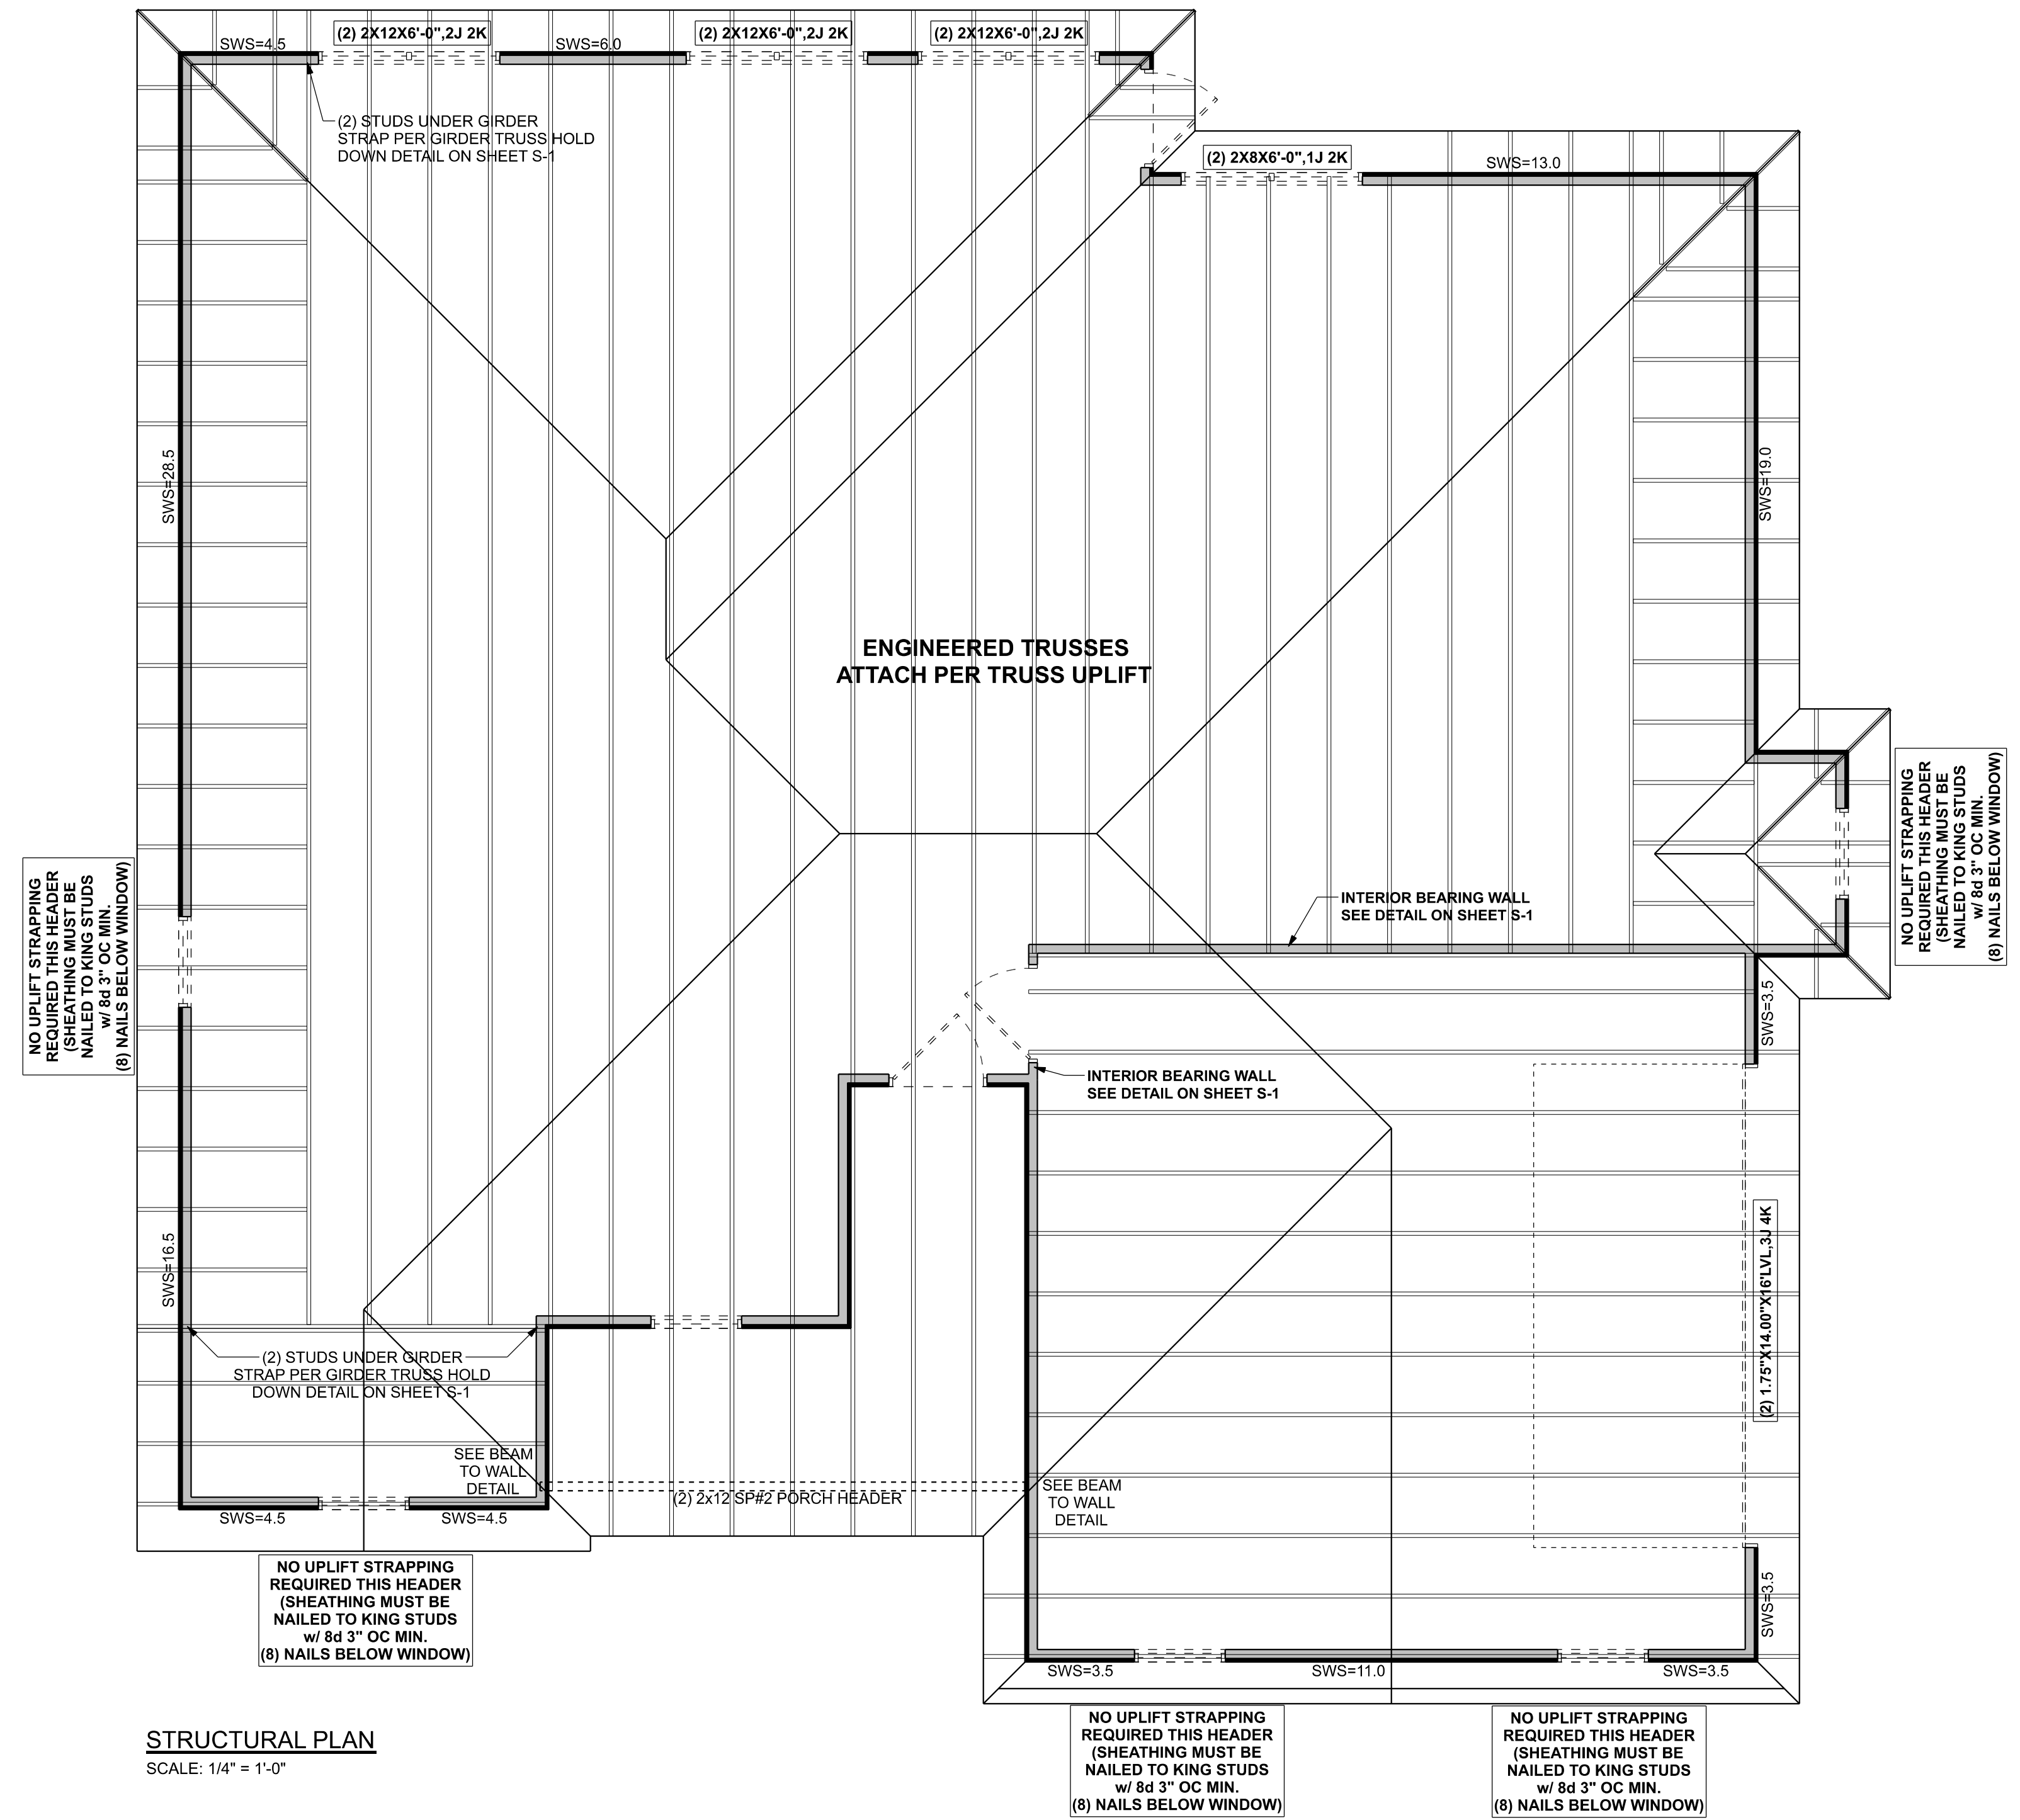 (2) 2X12X6'-0",2J 2K
(2) 2X12X6'-0",2J 2K
(2) 2X12X6'-0",2J 2K
SWS=4.5
SWS=6.0
(2) STUDS UNDER GIRDER
STRAP PER GIRDER TRUSS HOLD
DOWN DETAIL ON SHEET S-1
(2) 2X8X6'-0",1J 2K
SWS=13.0
SWS=28.5
SWS=19.0
ENGINEERED TRUSSES
ATTACH PER TRUSS UPLIFT
NO UPLIFT STRAPPING
REQUIRED THIS HEADER
(SHEATHING MUST BE
NAILED TO KING STUDS
w/ 8d 3" OC MIN.
(8) NAILS BELOW WINDOW)
NO UPLIFT STRAPPING
REQUIRED THIS HEADER
(SHEATHING MUST BE
NAILED TO KING STUDS
w/ 8d 3" OC MIN.
(8) NAILS BELOW WINDOW)
INTERIOR BEARING WALL
SEE DETAIL ON SHEET S-1
SWS=3.5
INTERIOR BEARING WALL
SEE DETAIL ON SHEET S-1
SWS=16.5
(2) 1.75"X14.00"X16'LVL,3J 4K
(2) STUDS UNDER GIRDER
STRAP PER GIRDER TRUSS HOLD
DOWN DETAIL ON SHEET S-1
SEE BEAM
TO WALL
DETAIL
(2) 2x12 SP#2 PORCH HEADER
SEE BEAM
TO WALL
DETAIL
SWS=4.5
SWS=4.5
SWS=3.5
NO UPLIFT STRAPPING
REQUIRED THIS HEADER
(SHEATHING MUST BE
NAILED TO KING STUDS
w/ 8d 3" OC MIN.
(8) NAILS BELOW WINDOW)
SWS=3.5
SWS=11.0
SWS=3.5
NO UPLIFT STRAPPING
REQUIRED THIS HEADER
(SHEATHING MUST BE
NAILED TO KING STUDS
w/ 8d 3" OC MIN.
(8) NAILS BELOW WINDOW)
NO UPLIFT STRAPPING
REQUIRED THIS HEADER
(SHEATHING MUST BE
NAILED TO KING STUDS
w/ 8d 3" OC MIN.
(8) NAILS BELOW WINDOW)
STRUCTURAL PLAN
SCALE: 1/4" = 1'-0"